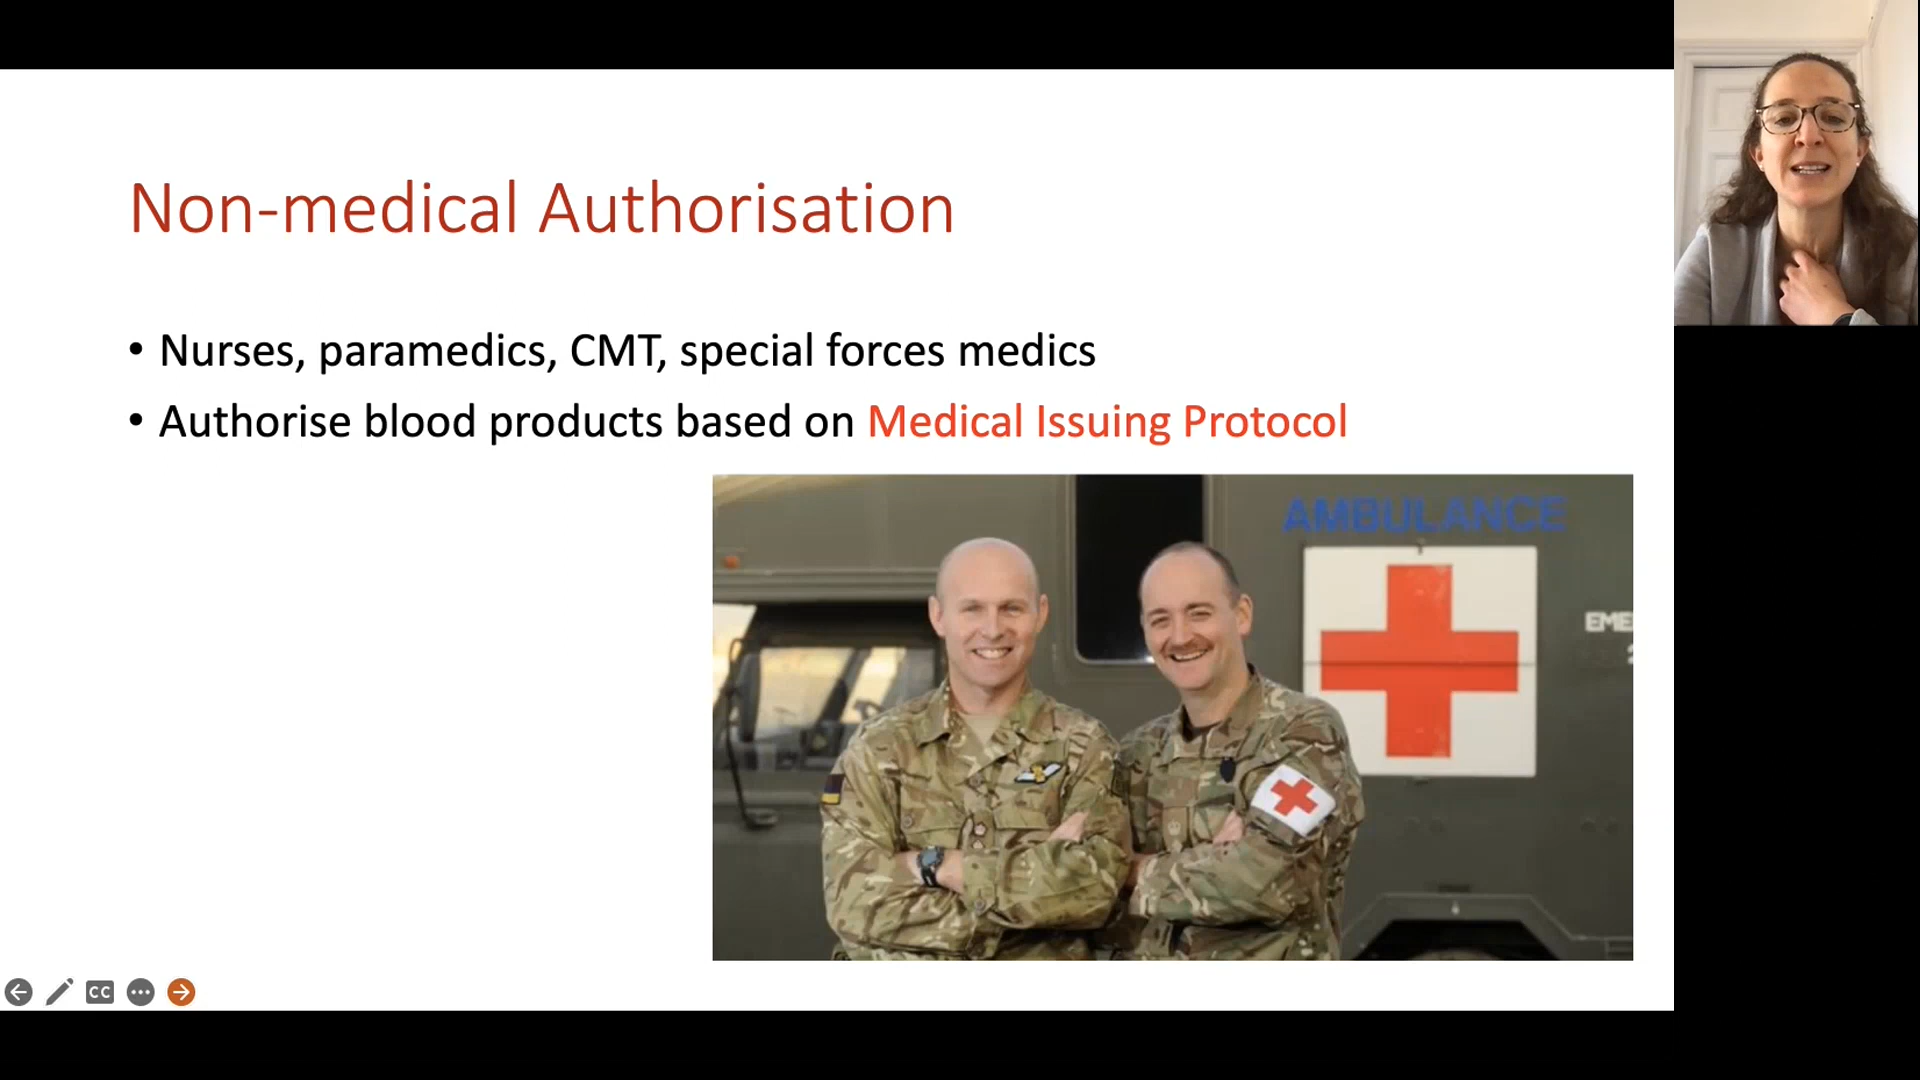 Non-medical Authorisation
• Nurses, paramedics, CMT, special forces medics
• Authorise blood products based on Medical Issuing Protocol
AMBULANCE
EME
CC